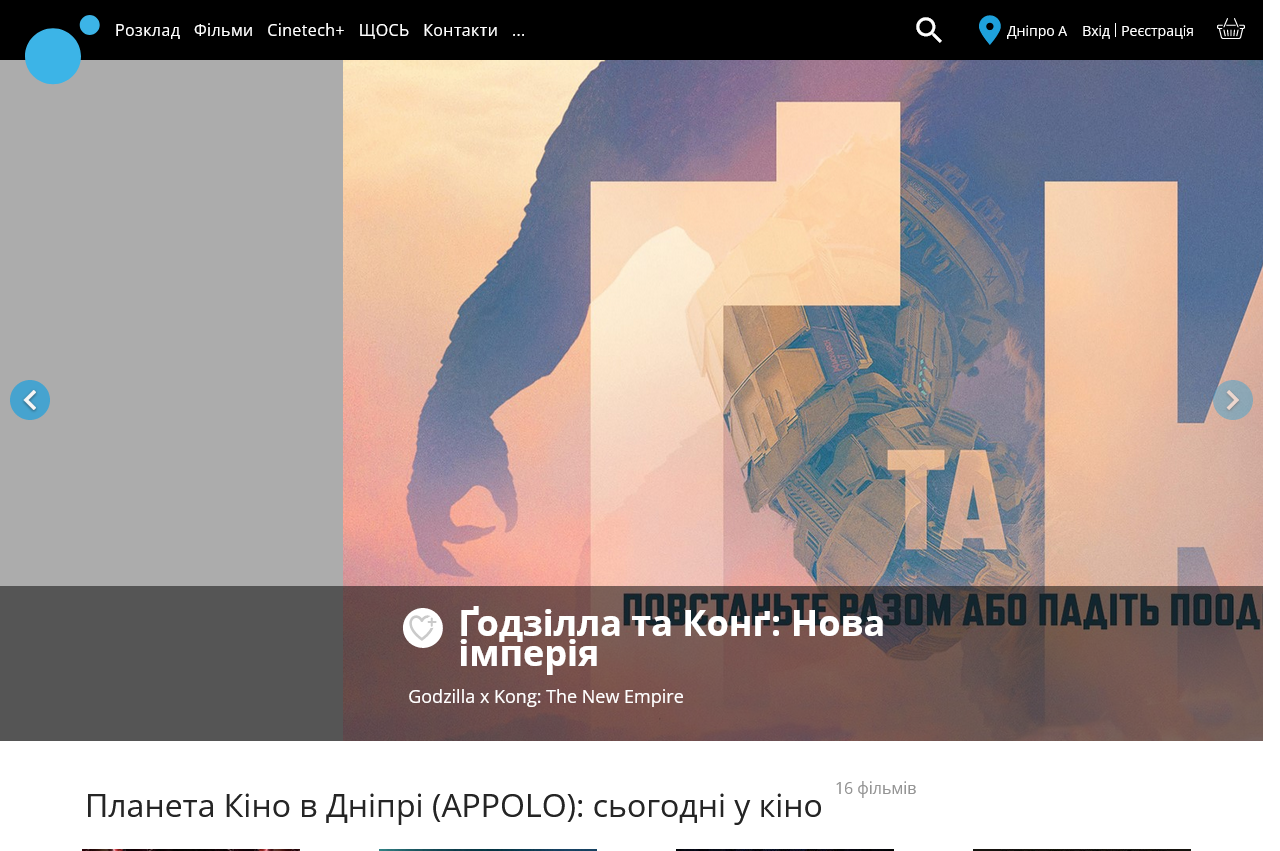 Розклад Фільми Cinetech+ ЩОСЬ Контакти ...
Дніпро А Вхід | Реєстрація
ТА
ПОВСТАНЬТЕ РАЗОМ АБО ПАДІТЬ ПООД
Ґодзілла та Конґ: Нова
імперія
Godzilla x Kong: The New Empire
Планета Кіно в Дніпрі (APPOLO): сьогодні у кіно
16 фільмів